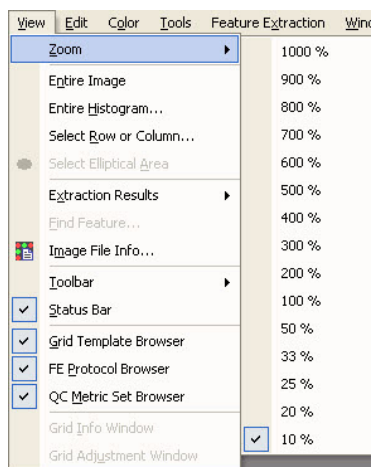 View Edit Color Tools Feature Extraction
Zoom
Entire Image
Entire Histogram...
Select Row or Column...
Select Elliptical Area
Extraction Results
Find Feature...
Image File Info...
Toolbar
Status Bar
Grid Template Browser
FE Protocol Browser
QC Metric Set Browser
Grid Info Window
Grid Adjustment Window
1000 %
900 %
800 %
700 %
600 %
500 %
400 %
300 %
200 %
100 %
50 %
33 %
25 %
20 %
10 %